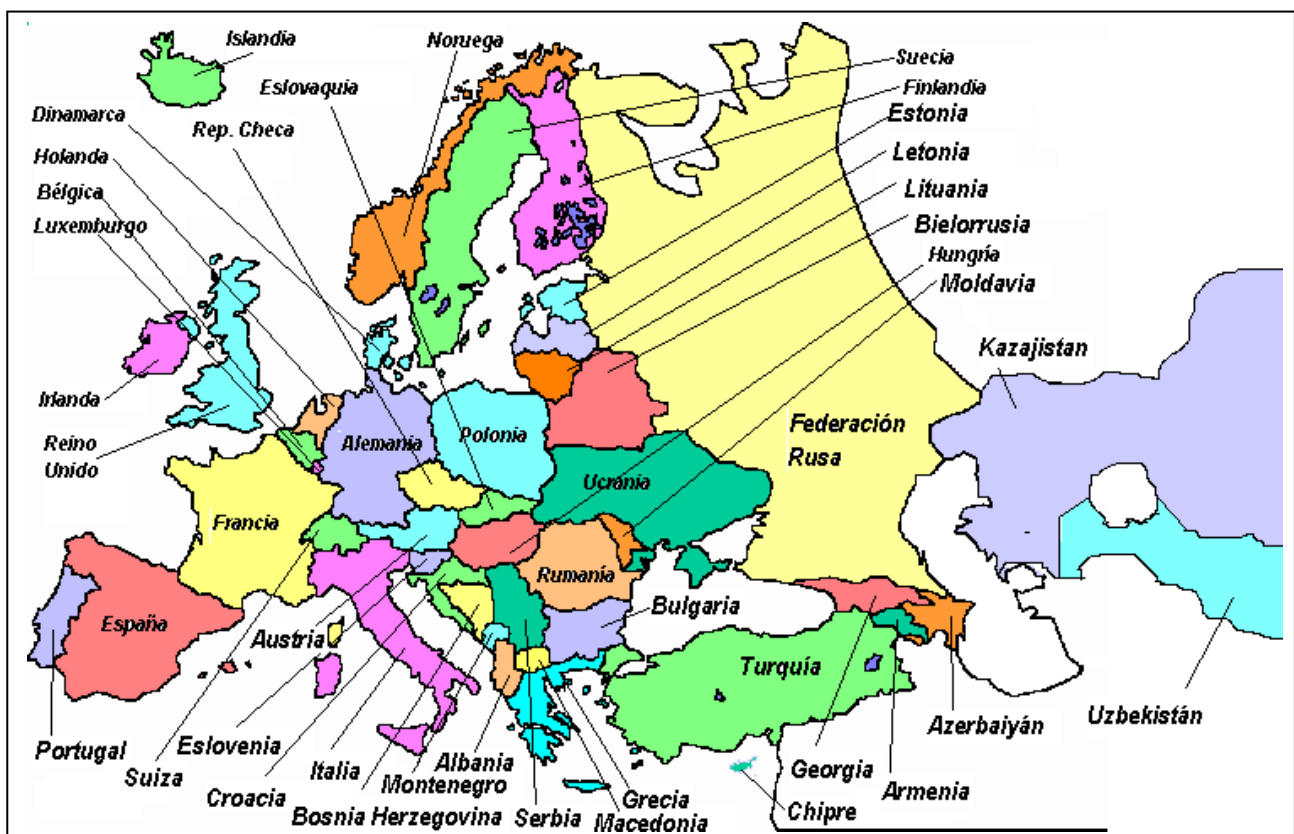 Islandia
Noruega
Suecia
Eslovaquia
Finlandia
Dinamarca
Rep. Checa
Estonia
Holanda
Letonia
Bélgica
Lituania
Luxemburgo
Bielorrusia
Hungría
Moldavia
Kazajistan
Irlanda
Reino
Unido
Alemania
Polonia
Federación
Rusa
Ucrania
Francia
Rumanía
Bulgaria
España
Austria
Turquía
Portugal
Suiza
Eslovenia
Croacia
Italia
Bosnia Herzegovina
Montenegro
Albania
Serbia
Grecia
Macedonia
Chipre
Georgia
Armenia
Azerbaiyán
Uzbekistán